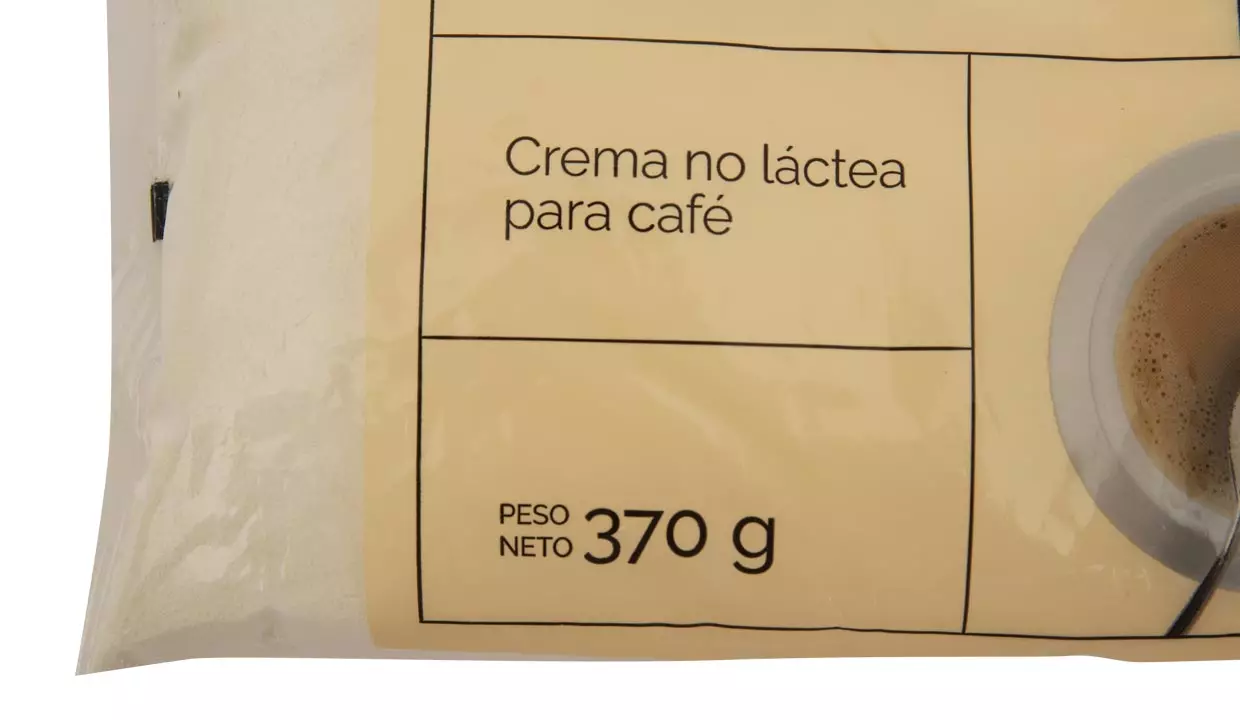 Crema no láctea
para café
PESO
NETO 370 g